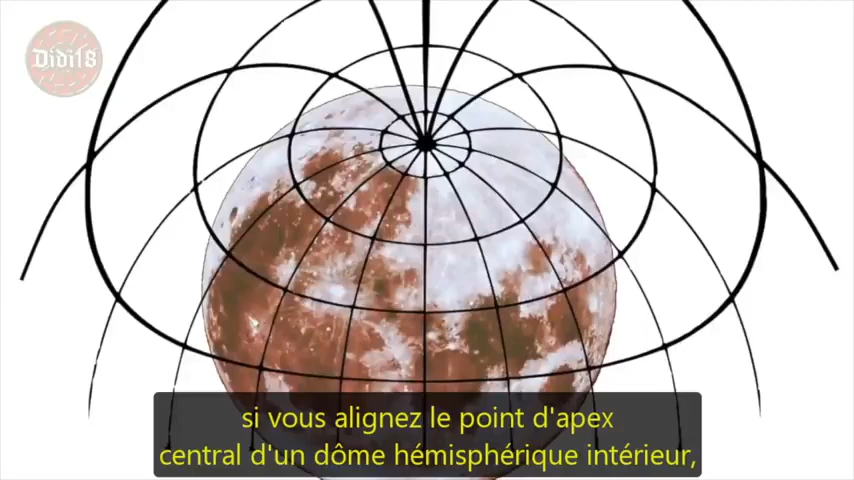 Didi18
si vous alignez le point d'apex
central d'un dôme hémisphérique intérieur,